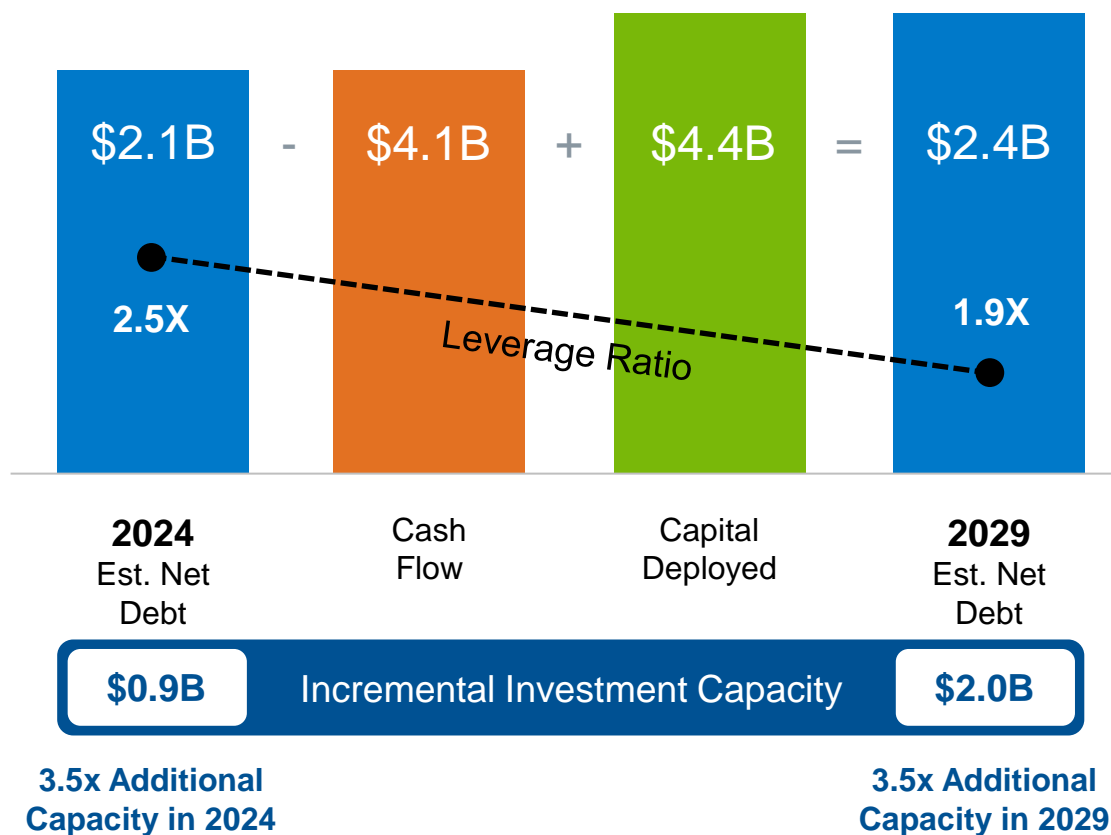 $2.1B - $4.1B + $4.4B = $2.4B
2.5X
1.9X
Leverage Ratio
2024
Est. Net
Debt
Cash
Flow
Capital
Deployed
2029
Est. Net
Debt
$0.9B Incremental Investment Capacity $2.0B
3.5x Additional
Capacity in 2024
3.5x Additional
Capacity in 2029